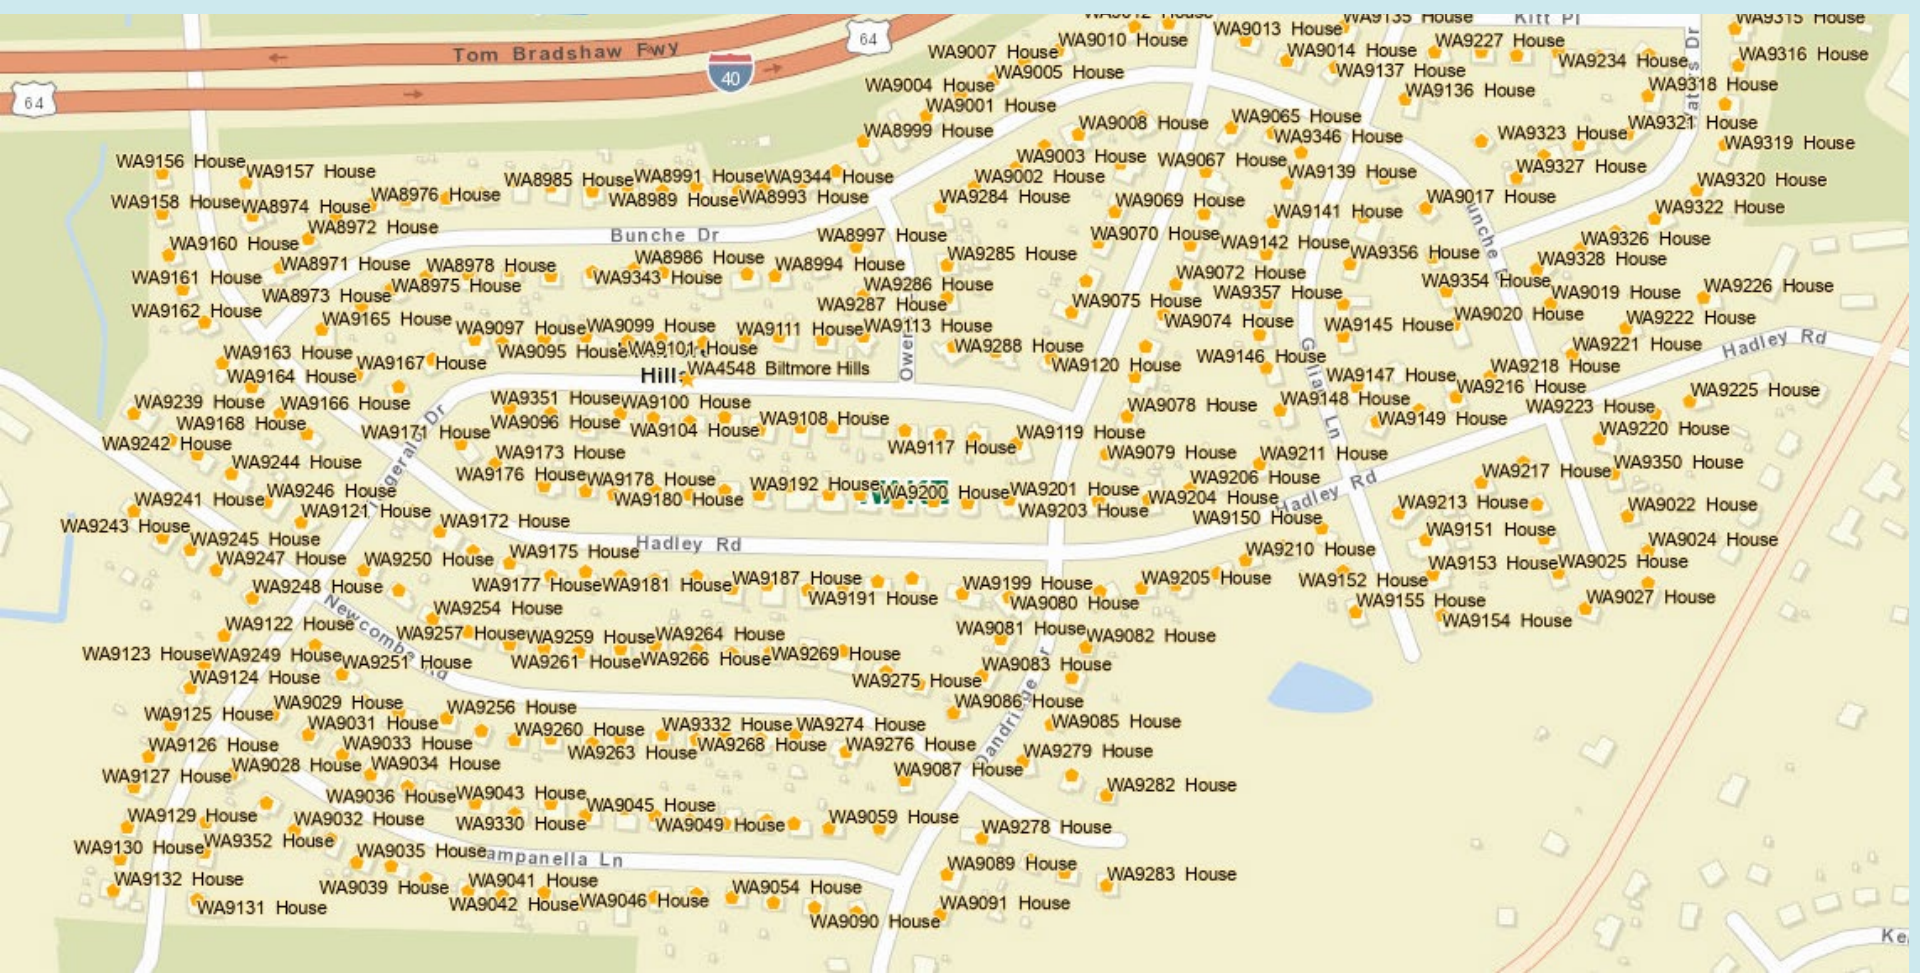 WA9012 House
WA9135 House
Kitt Pl
WA9315 House
WA9013 House
Tom Bradshaw Fwy
64
WA9007 House
WA9010 House
WA9014 House
WA9227 House
WA9234 House
WA9316 House
40
WA9005 House
WA9137 House
WA9004 House
WA9136 House
WA9318 House
64
WA9001 House
WA9008 House
WA9065 House
WA9321 House
WA8999 House
WA9346 House
WA9323 House
WA9319 House
WA9156 House
WA9157 House
WA9003 House
WA9067 House
WA9327 House
WA8985 House
WA8991 House
WA9344 House
WA9002 House
WA9139 House
WA9320 House
WA8976 House
WA8989 House
WA8993 House
WA9284 House
WA9069 House
WA9017 House
WA9158 House
WA8974 House
WA9141 House
WA9322 House
WA8972 House
Bunche Dr
WA8997 House
WA9070 House
WA9142 House
Bunche Dr
WA9326 House
WA9160 House
WA9285 House
WA9356 House
WA9328 House
WA8971 House
WA8978 House
WA8986 House
WA8994 House
WA9072 House
WA9354 House
WA9161 House
WA8975 House
WA9343 House
WA9286 House
WA9357 House
WA9019 House
WA9226 House
WA8973 House
WA9287 House
WA9075 House
WA9162 House
WA9165 House
WA9074 House
WA9145 House
WA9020 House
WA9222 House
WA9097 House
WA9099 House
WA9111 House
WA9113 House
WA9221 House
Hadley Rd
WA9163 House
WA9167 House
WA9095 House
WA9101 House
WA9288 House
WA9120 House
WA9146 House
WA9218 House
WA9164 House
WA4548 Biltmore Hills
WA9147 House
WA9216 House
WA9225 House
WA9239 House
WA9166 House
WA9351 House
WA9100 House
WA9078 House
WA9148 House
WA9223 House
WA9168 House
WA9096 House
WA9104 House
WA9108 House
WA9149 House
WA9220 House
WA9242 House
WA9171 House
WA9117 House
WA9119 House
WA9244 House
WA9173 House
WA9079 House
WA9211 House
WA9217 House
WA9350 House
WA9176 House
WA9178 House
WA9192 House
WA9200 House
WA9201 House
WA9206 House
Hadley Rd
WA9241 House
WA9246 House
WA9180 House
WA9203 House
WA9204 House
WA9213 House
WA9022 House
WA9243 House
WA9121 House
WA9172 House
WA9150 House
WA9151 House
WA9245 House
Hadley Rd
WA9024 House
WA9247 House
WA9250 House
WA9175 House
WA9210 House
WA9153 House
WA9025 House
WA9248 House
WA9177 House
WA9181 House
WA9187 House
WA9199 House
WA9205 House
WA9152 House
WA9254 House
WA9191 House
WA9080 House
WA9155 House
WA9027 House
WA9122 House
Newcombe Rd
WA9257 House
WA9259 House
WA9264 House
WA9081 House
WA9082 House
WA9154 House
WA9123 House
WA9249 House
WA9251 House
WA9261 House
WA9266 House
WA9269 House
WA9083 House
WA9124 House
WA9275 House
WA9125 House
WA9029 House
WA9256 House
WA9086 House
Dandridge Dr
WA9031 House
WA9260 House
WA9332 House
WA9274 House
WA9085 House
WA9126 House
WA9033 House
WA9263 House
WA9268 House
WA9276 House
WA9279 House
WA9127 House
WA9028 House
WA9034 House
WA9087 House
WA9282 House
WA9036 House
WA9043 House
WA9045 House
WA9129 House
WA9032 House
WA9330 House
WA9049 House
WA9059 House
WA9278 House
WA9130 House
WA9352 House
WA9035 House
ampanella Ln
WA9089 House
WA9132 House
WA9039 House
WA9041 House
WA9054 House
WA9283 House
WA9131 House
WA9042 House
WA9046 House
WA9090 House
WA9091 House
Ke